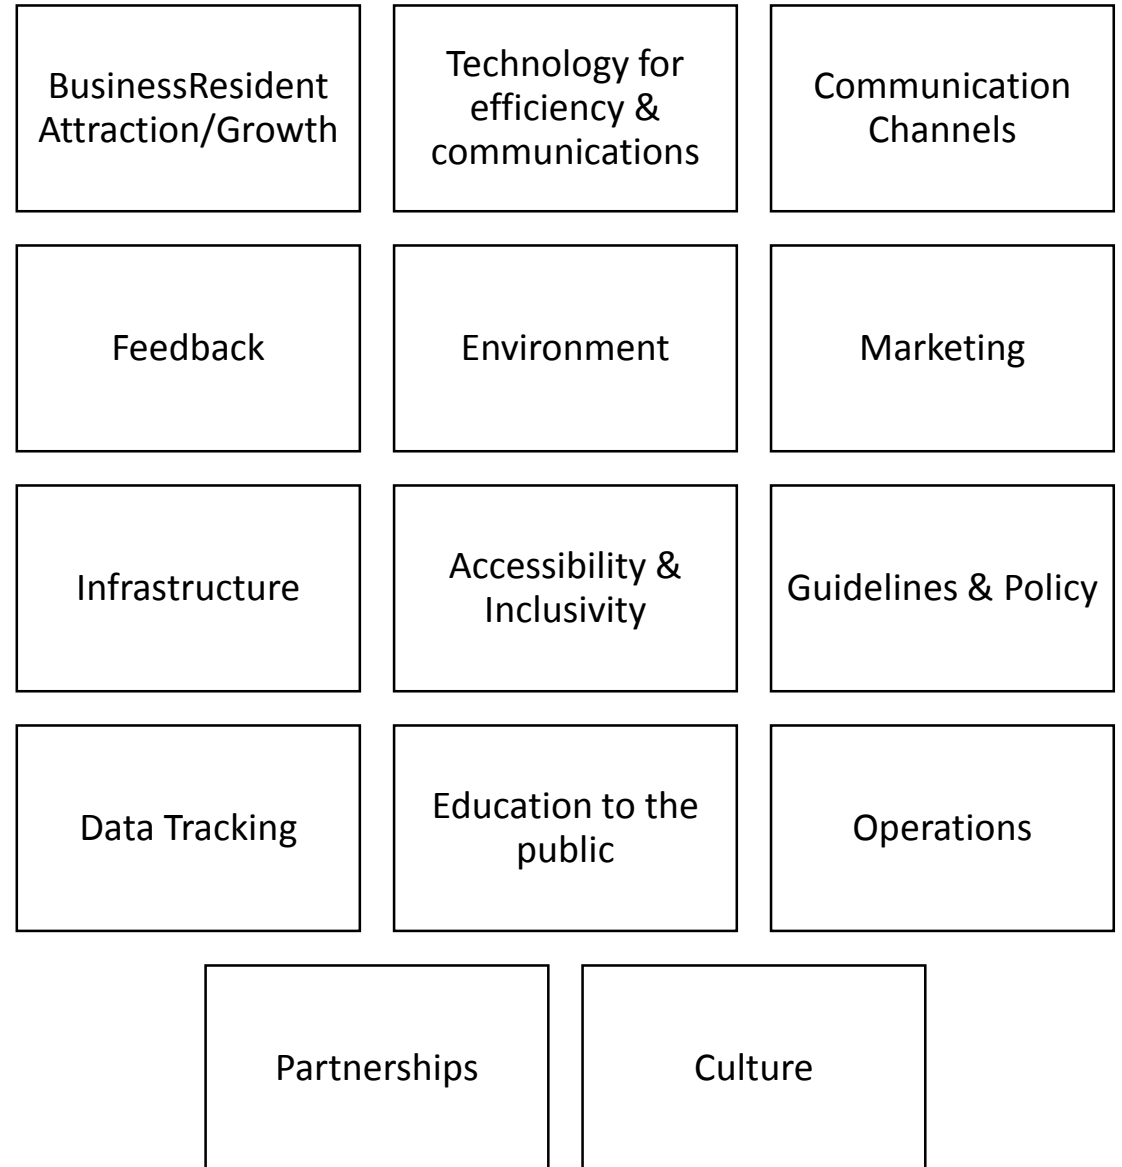 BusinessResident
Attraction/Growth
Technology for
efficiency &
communications
Communication
Channels
Feedback
Environment
Marketing
Infrastructure
Accessibility &
Inclusivity
Guidelines & Policy
Data Tracking
Education to the
public
Operations
Partnerships
Culture